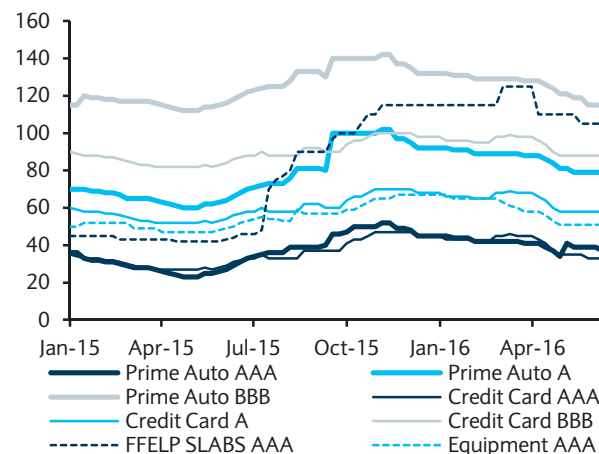 160
140
120
100
80
60
40
20
0
Jan-15 Apr-15 Jul-15 Oct-15 Jan-16 Apr-16
Prime Auto AAA Prime Auto A
Prime Auto BBB Credit Card AAA
Credit Card A Credit Card BBB
FFELP SLABS AAA Equipment AAA